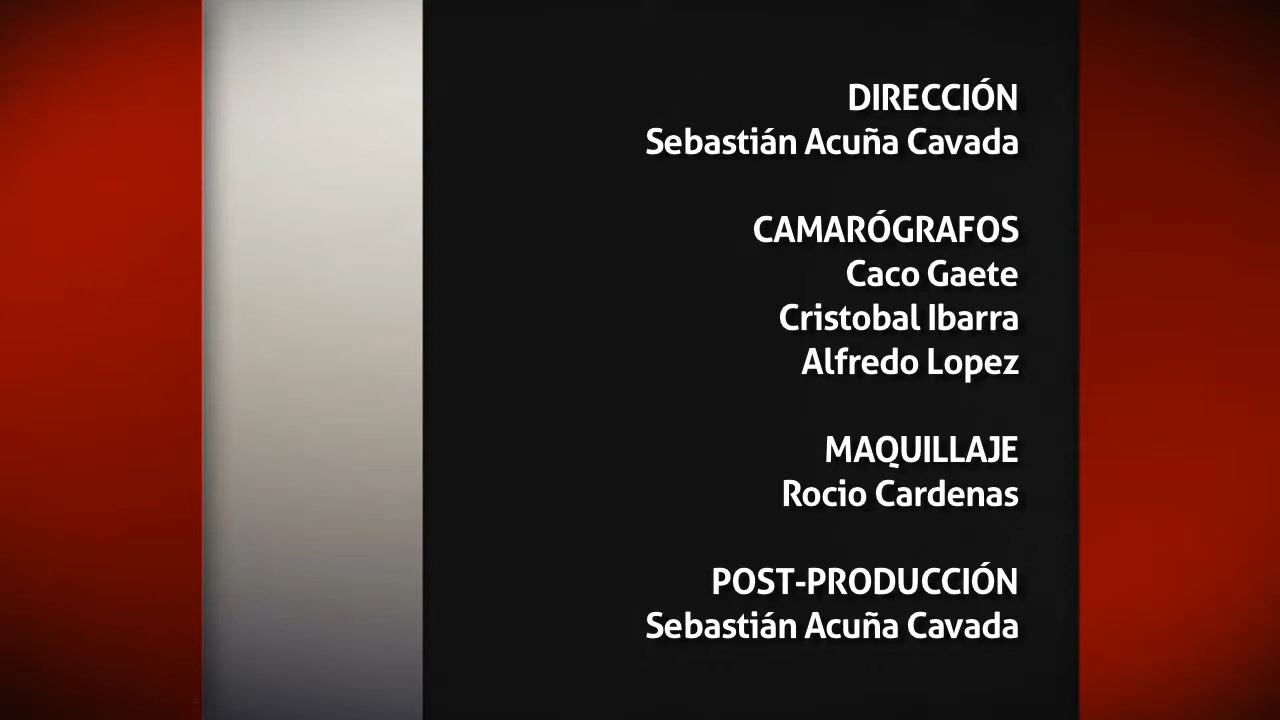 DIRECCIÓN
Sebastián Acuña Cavada
CAMARÓGRAFOS
Caco Gaete
Cristobal Ibarra
Alfredo Lopez
MAQUILLAJE
Rocio Cardenas
POST-PRODUCCIÓN
Sebastián Acuña Cavada